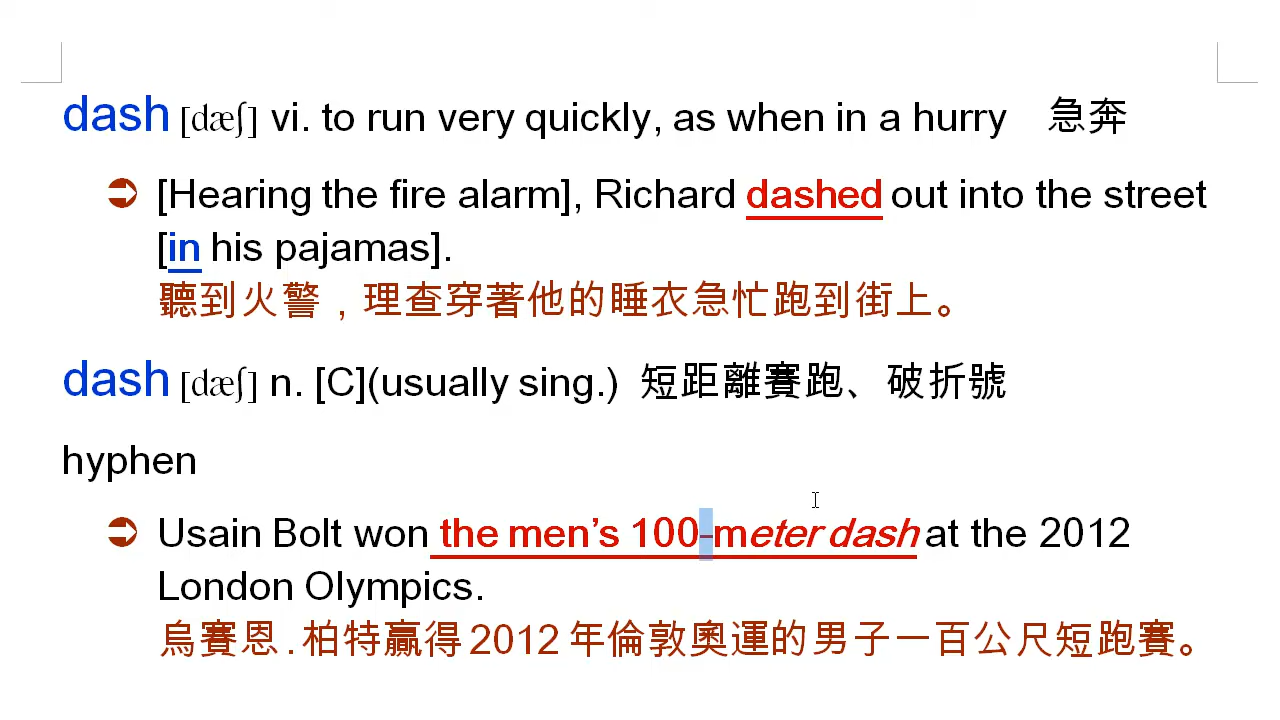 dash [dæʃ] vi. to run very quickly, as when in a hurry 急奔
➲ [Hearing the fire alarm], Richard dashed out into the street
[in his pajamas].
聽到火警，理查穿著他的睡衣急忙跑到街上。
dash [dæʃ] n. [C](usually sing.) 短距離賽跑、破折號
hyphen
➲ Usain Bolt won the men’s 100-meter dash at the 2012
London Olympics.
烏賽恩.柏特贏得 2012 年倫敦奧運的男子一百公尺短跑賽。